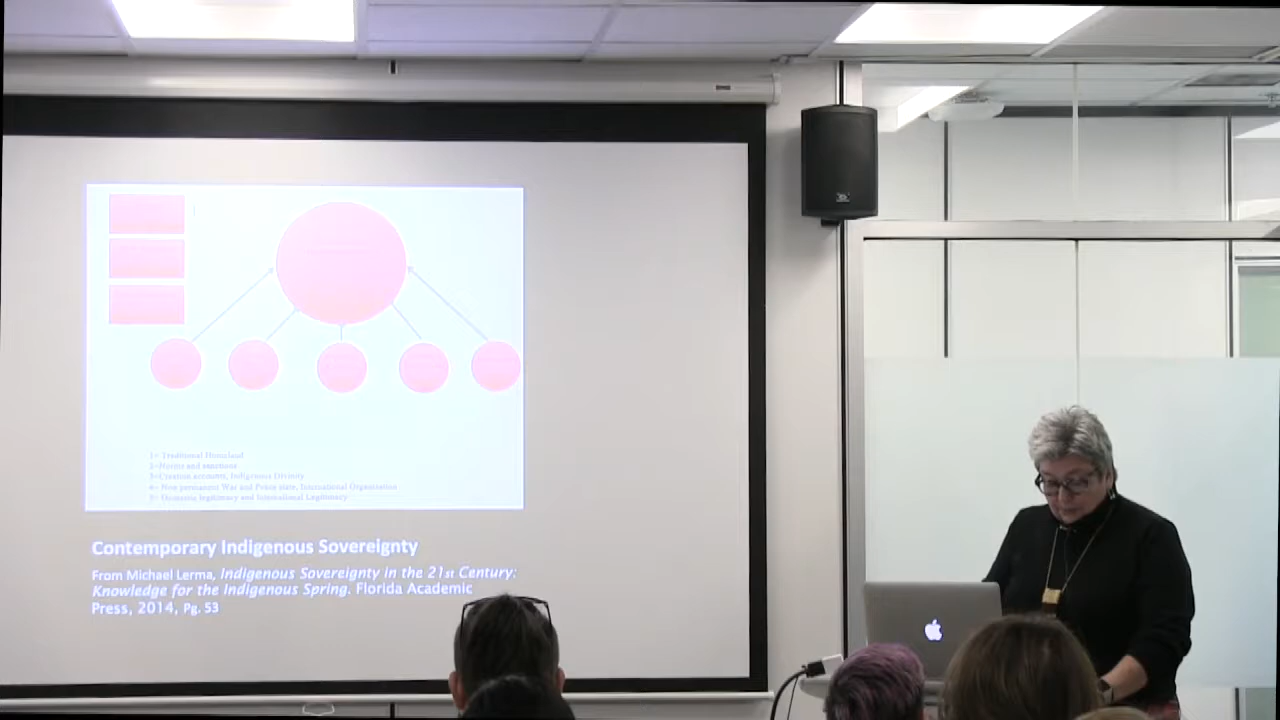 1= Traditional Homeland
2=Norms and sanctions
3=Creation accounts, Indigenous Divinity
4= Non permanent War and Peace state, International Organization
5= Domestic legitimacy and International Legitimacy
Contemporary Indigenous Sovereignty
From Michael Lerma, Indigenous Sovereignty in the 21st Century:
Knowledge for the Indigenous Spring. Florida Academic
Press, 2014, Pg. 53